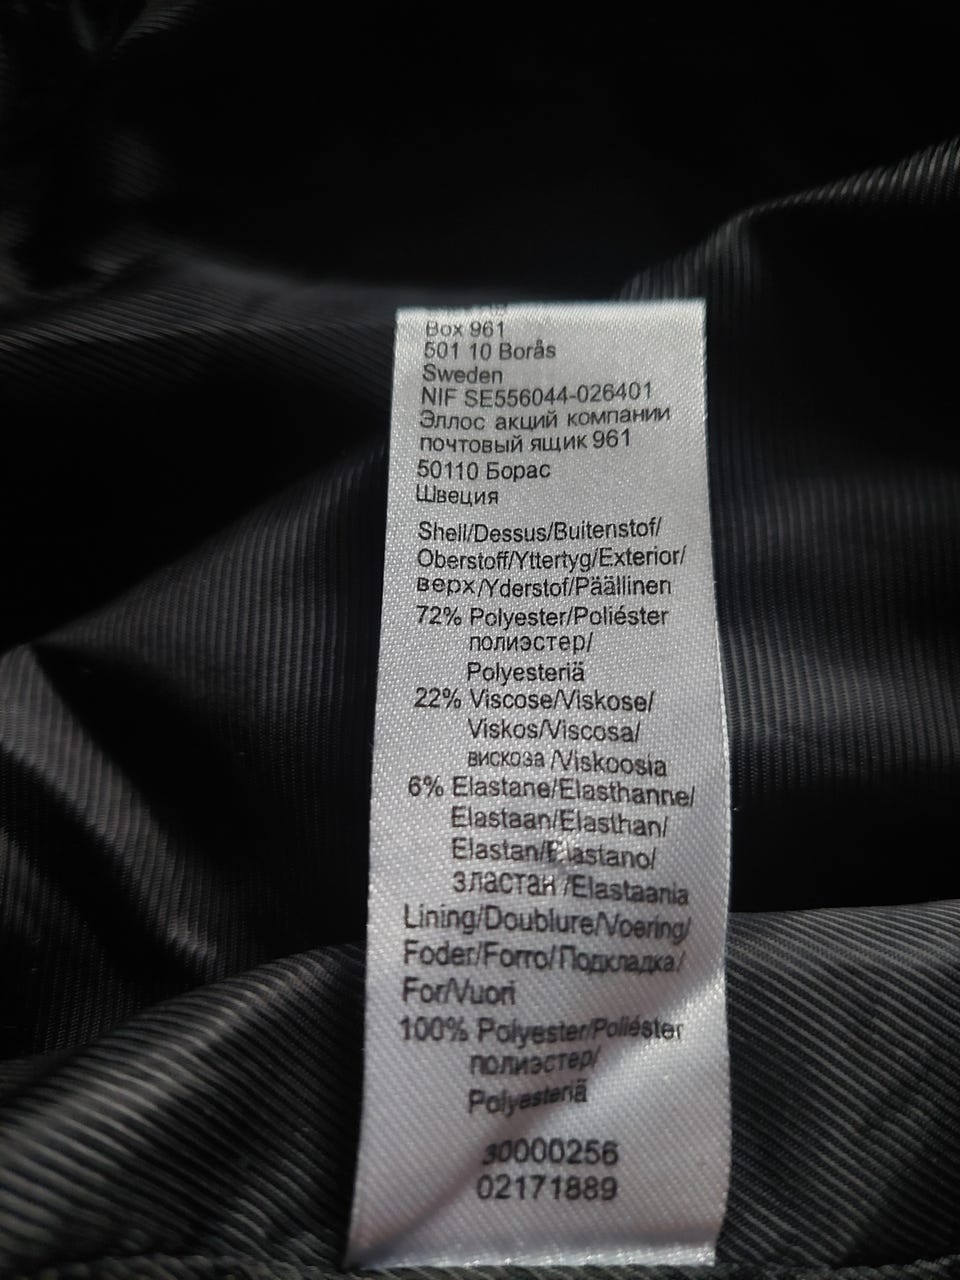 Box 961
501 10 Borås
Sweden
NIF SE556044-026401
Эллос акций компании
почтовый ящик 961
50110 Борас
Швеция
Shell/Dessus/Buitenstof/
Oberstoff/Yttertyg/Exterior/
верх/Yderstof/Päällinen
72% Polyester/Poliéster
полиэстер/
Polyesteriä
22% Viscose/Viskose/
Viskos/Viscosa/
вискоза /Viskoosia
6% Elastane/Elasthanne/
Elastaan/Elasthan/
Elastan/Elastano/
эластан /Elastaania
Lining/Doublure/Voering/
Foder/Forro/Подкладка/
For/Vuori
100% Polyester/Poliéster
полиэстер/
Polyesteriä
30000256
02171889